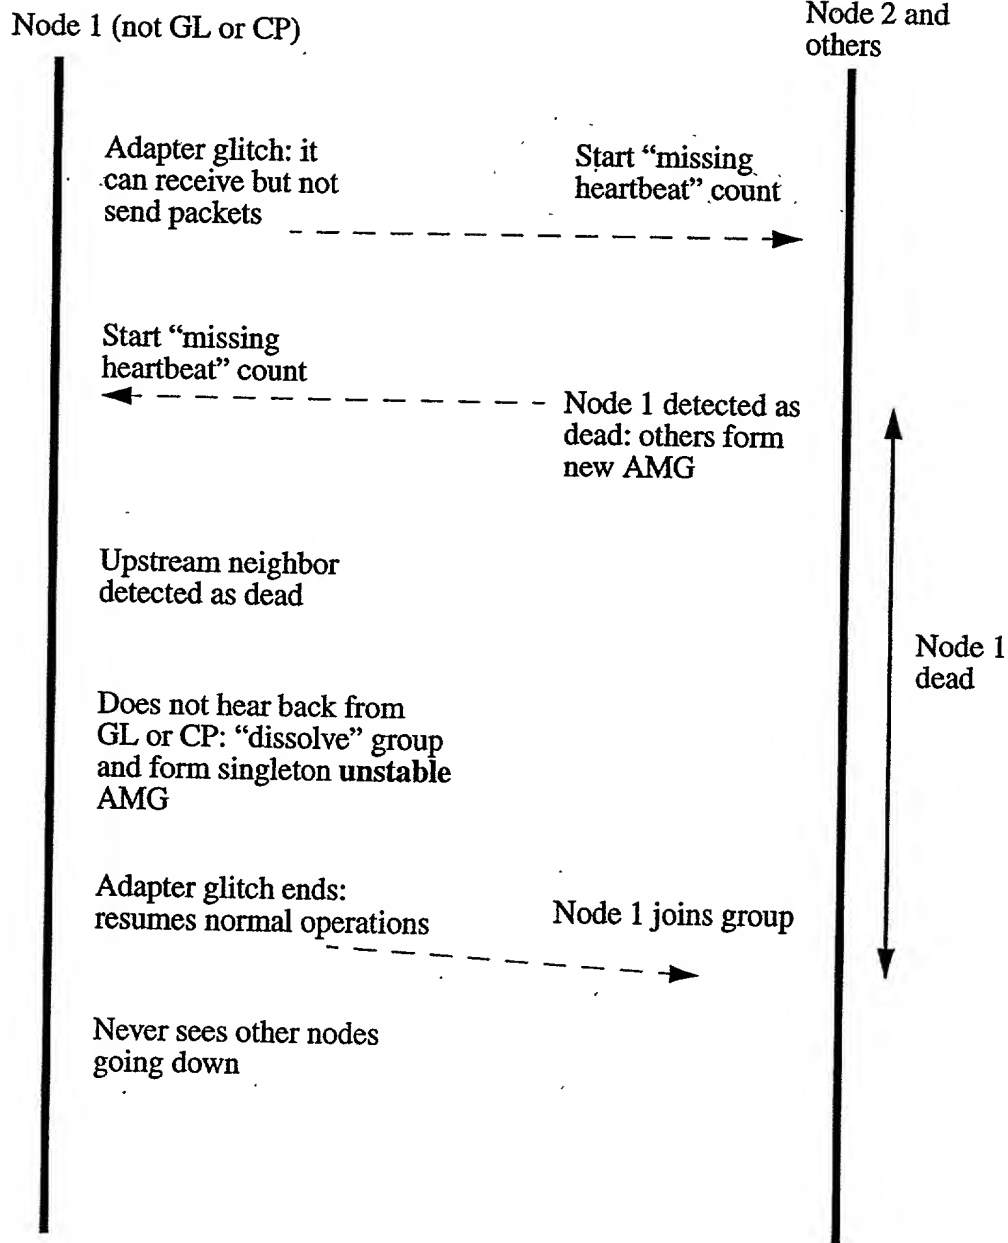 Node 1 (not GL or CP)
Node 2 and
others
Adapter glitch: it
can receive but not
send packets
Start “missing
heartbeat” count
Start “missing
heartbeat” count
Node 1 detected as
dead: others form
new AMG
Upstream neighbor
detected as dead
Node 1
dead
Does not hear back from
GL or CP: “dissolve” group
and form singleton unstable
AMG
Adapter glitch ends:
resumes normal operations
Node 1 joins group
Never sees other nodes
going down